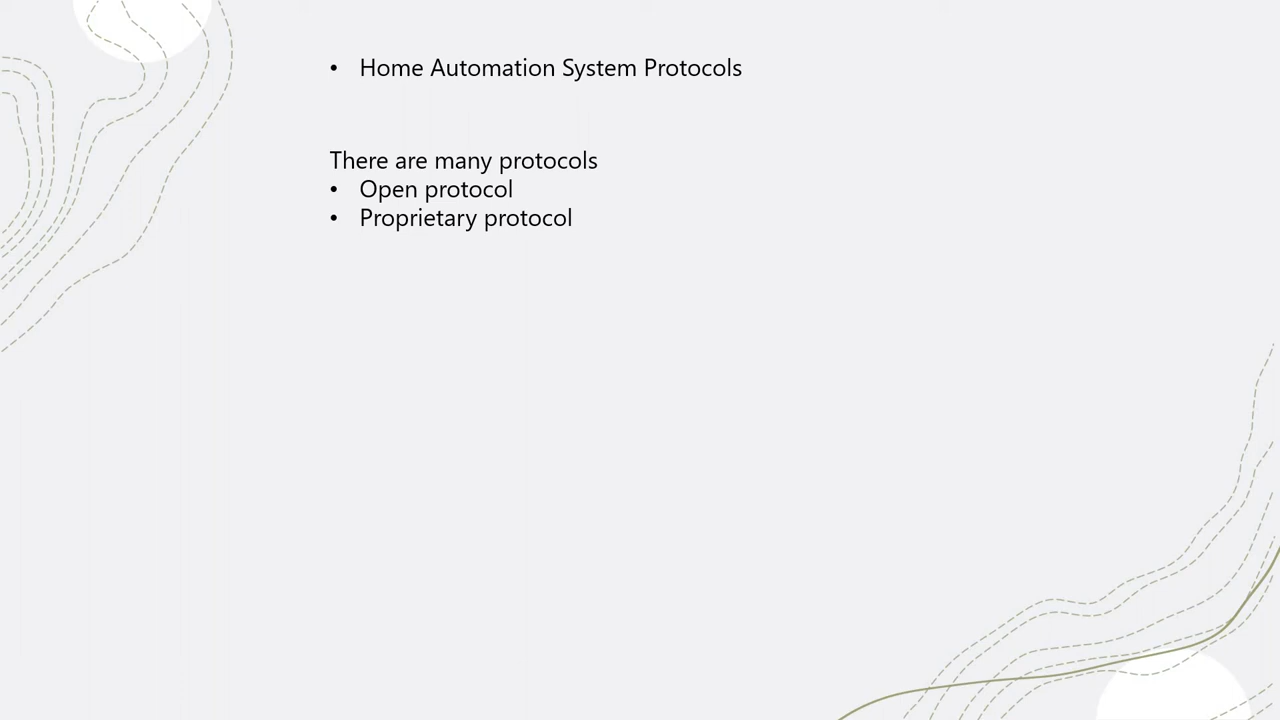 • Home Automation System Protocols
There are many protocols
• Open protocol
• Proprietary protocol